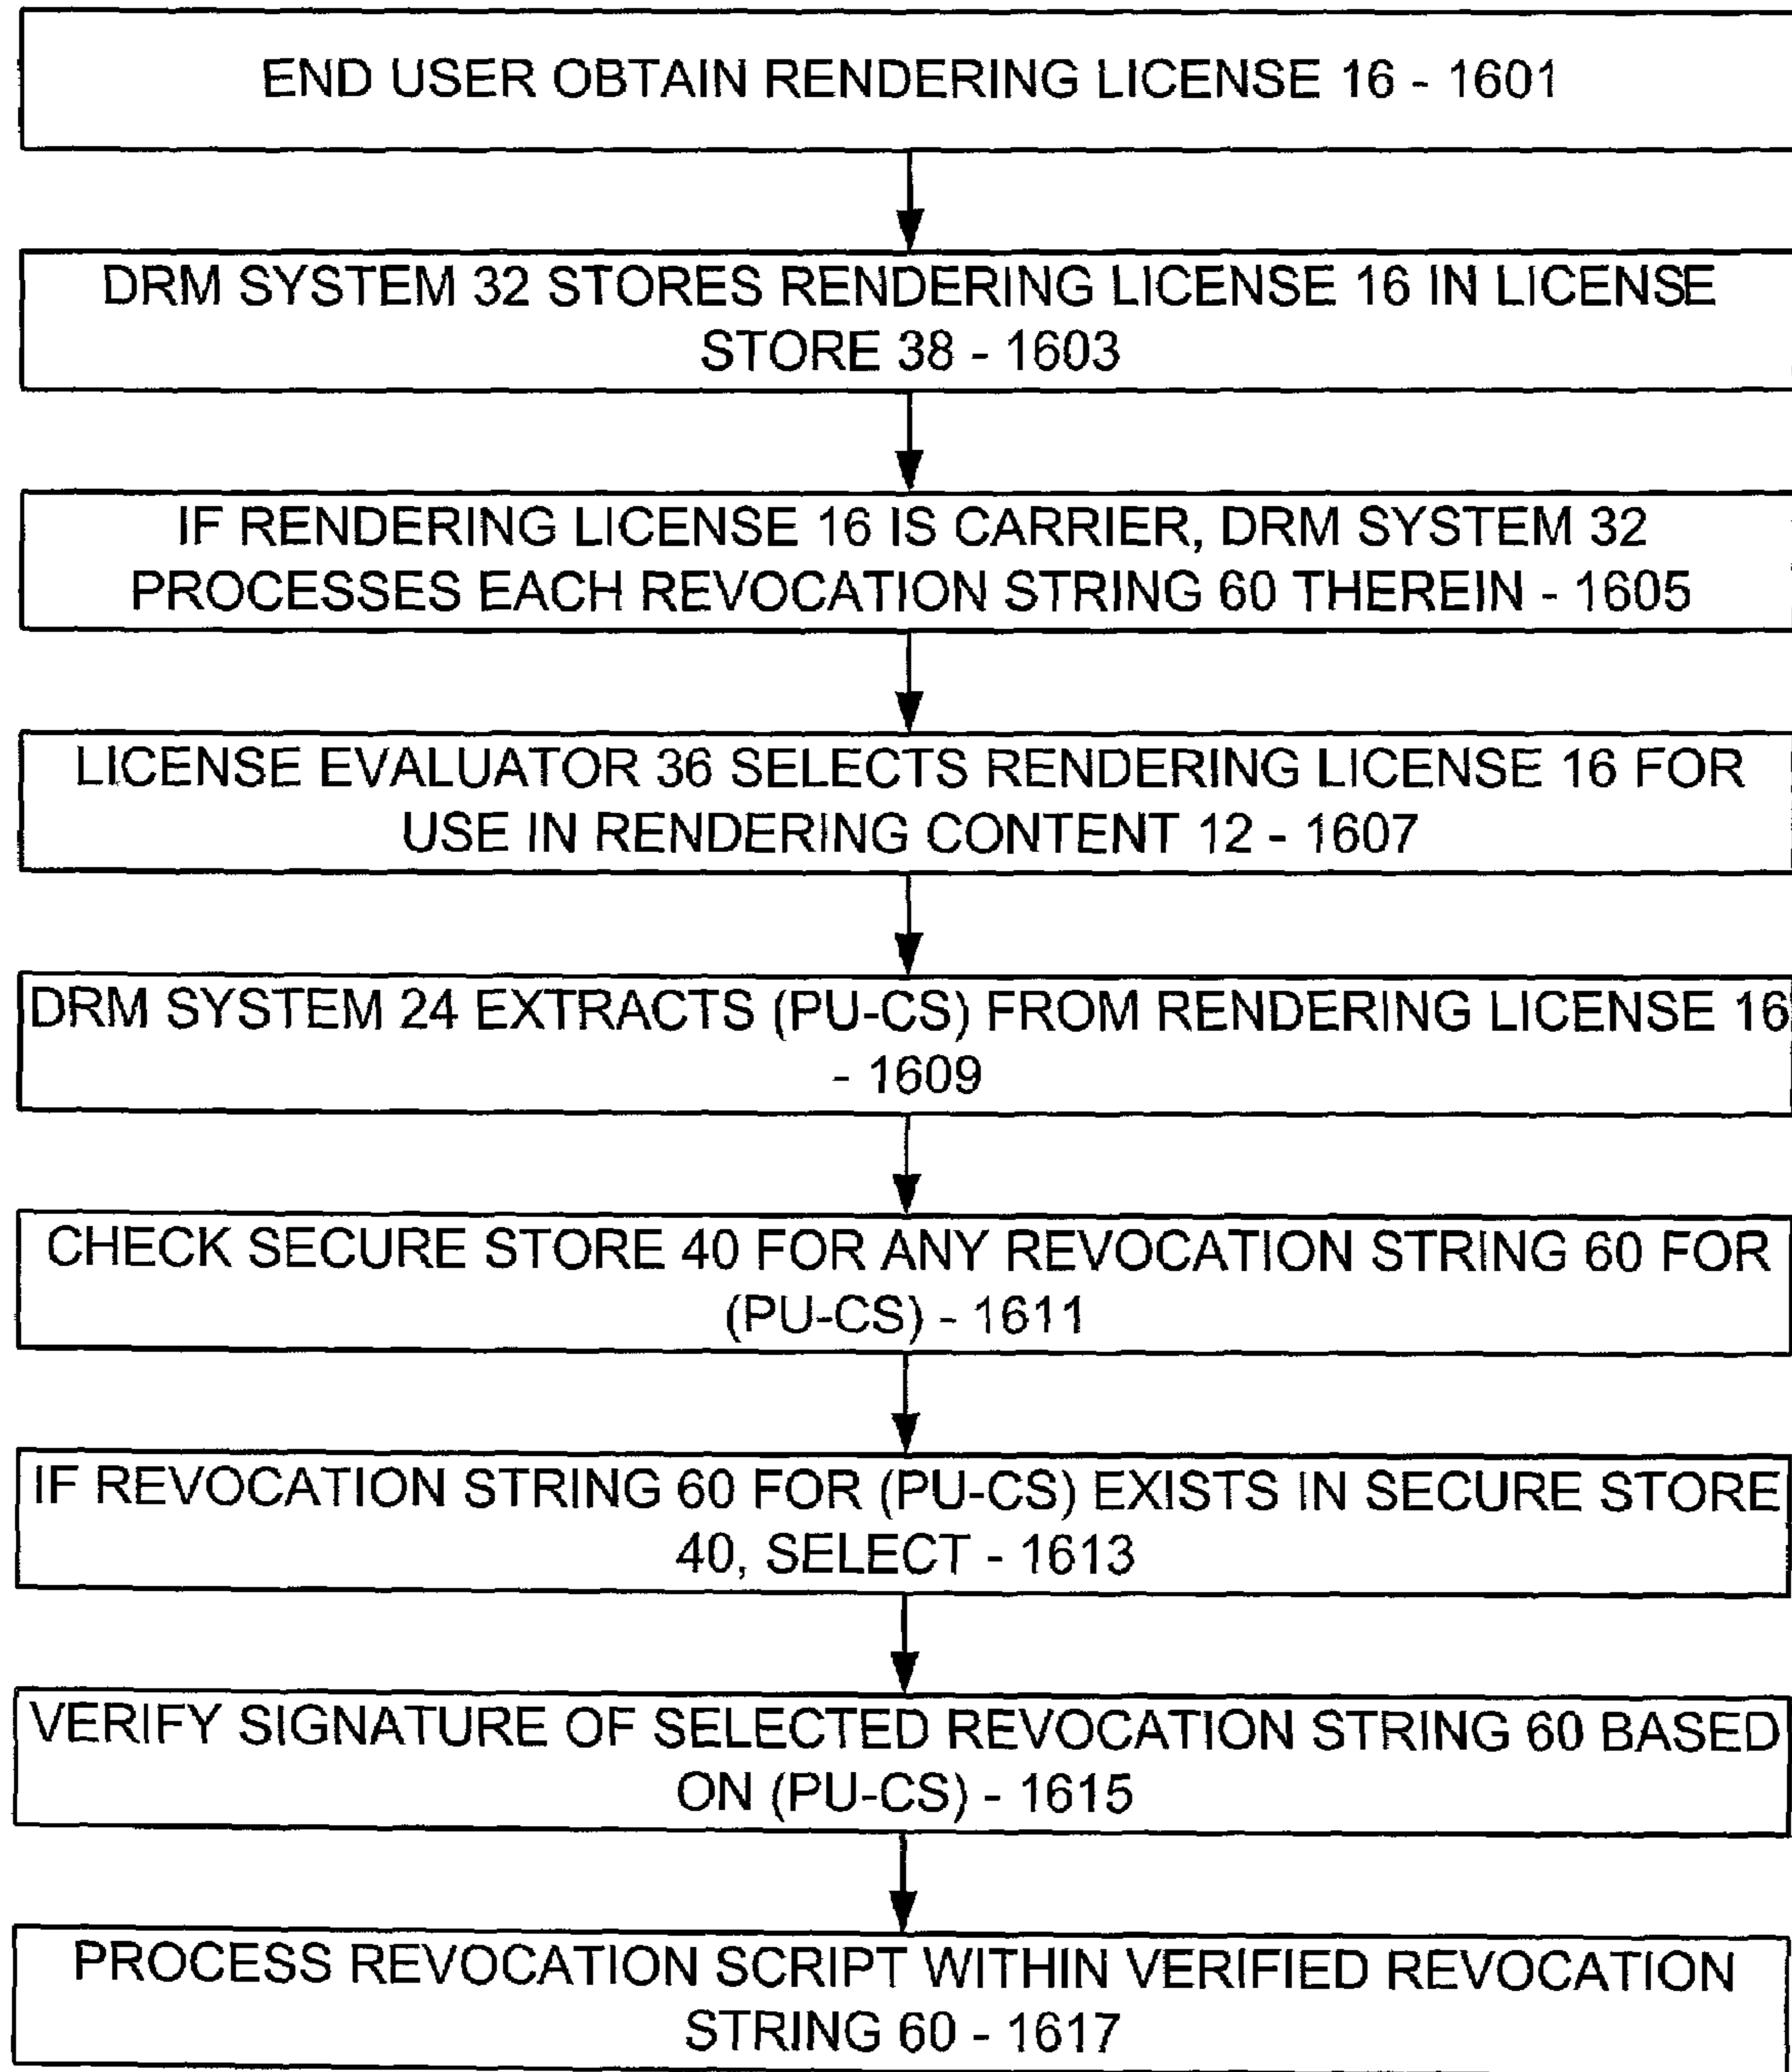 END USER OBTAIN RENDERING LICENSE 16 - 1601
DRM SYSTEM 32 STORES RENDERING LICENSE 16 IN LICENSE
STORE 38 - 1603
IF RENDERING LICENSE 16 IS CARRIER, DRM SYSTEM 32
PROCESSES EACH REVOCATION STRING 60 THEREIN - 1605
LICENSE EVALUATOR 36 SELECTS RENDERING LICENSE 16 FOR
USE IN RENDERING CONTENT 12 - 1607
DRM SYSTEM 24 EXTRACTS (PU-CS) FROM RENDERING LICENSE 16
- 1609
CHECK SECURE STORE 40 FOR ANY REVOCATION STRING 60 FOR
(PU-CS) - 1611
IF REVOCATION STRING 60 FOR (PU-CS) EXISTS IN SECURE STORE
40, SELECT - 1613
VERIFY SIGNATURE OF SELECTED REVOCATION STRING 60 BASED
ON (PU-CS) - 1615
PROCESS REVOCATION SCRIPT WITHIN VERIFIED REVOCATION
STRING 60 - 1617